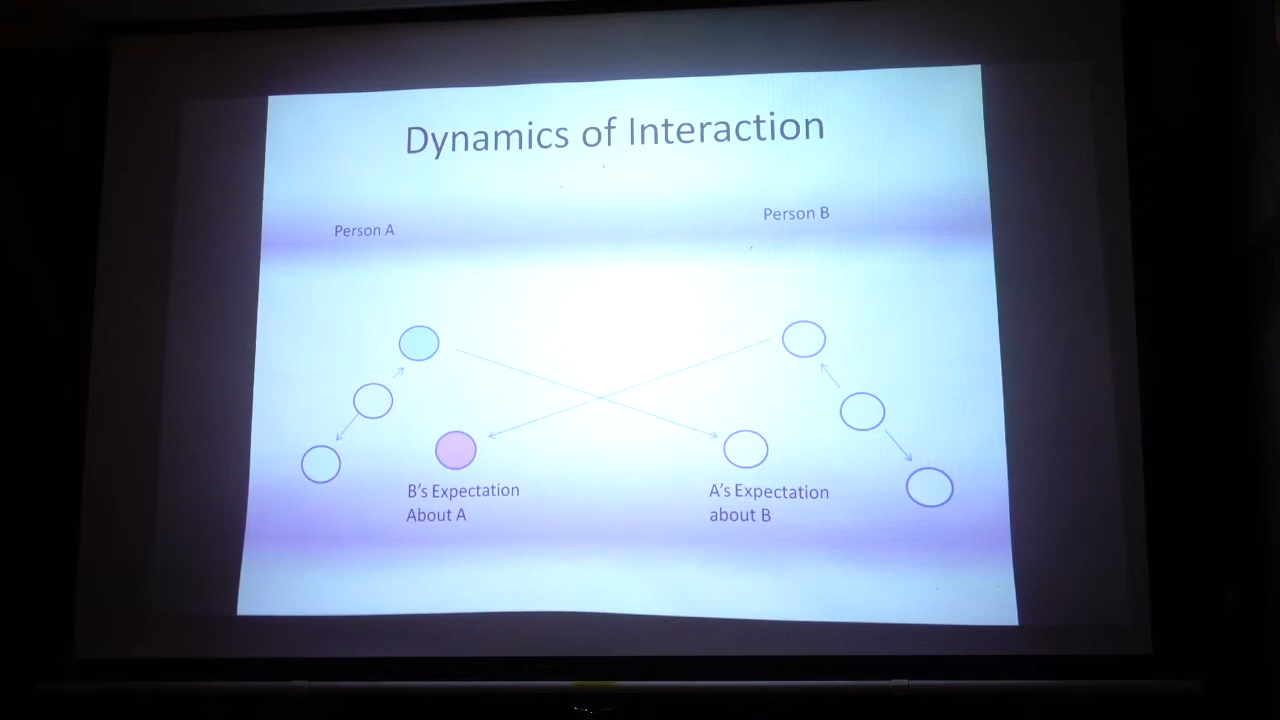 Dynamics of Interaction
Person A
Person B
B's Expectation
About A
A's Expectation
about B